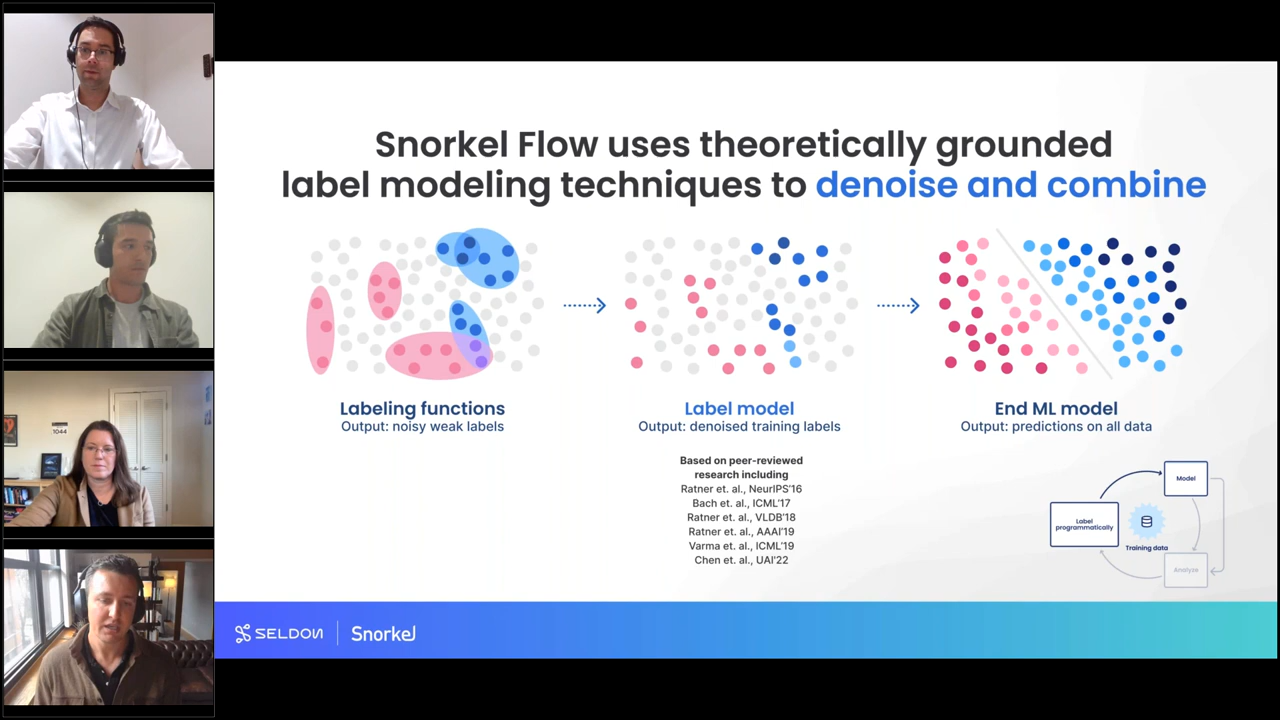 1044
Snorkel Flow uses theoretically grounded
label modeling techniques to denoise and combine
Labeling functions
Output: noisy weak labels
Label model
Output: denoised training labels
End ML model
Output: predictions on all data
Based on peer-reviewed
research including
Ratner et. al., NeurIPS'16
Bach et. al., ICML'17
Ratner et. al., VLDB'18
Ratner et. al., AAAI'19
Varma et. al., ICML'19
Chen et. al., UAI'22
Model
Label
programmatically
Training data
Analyze
SELDON
Snorkel